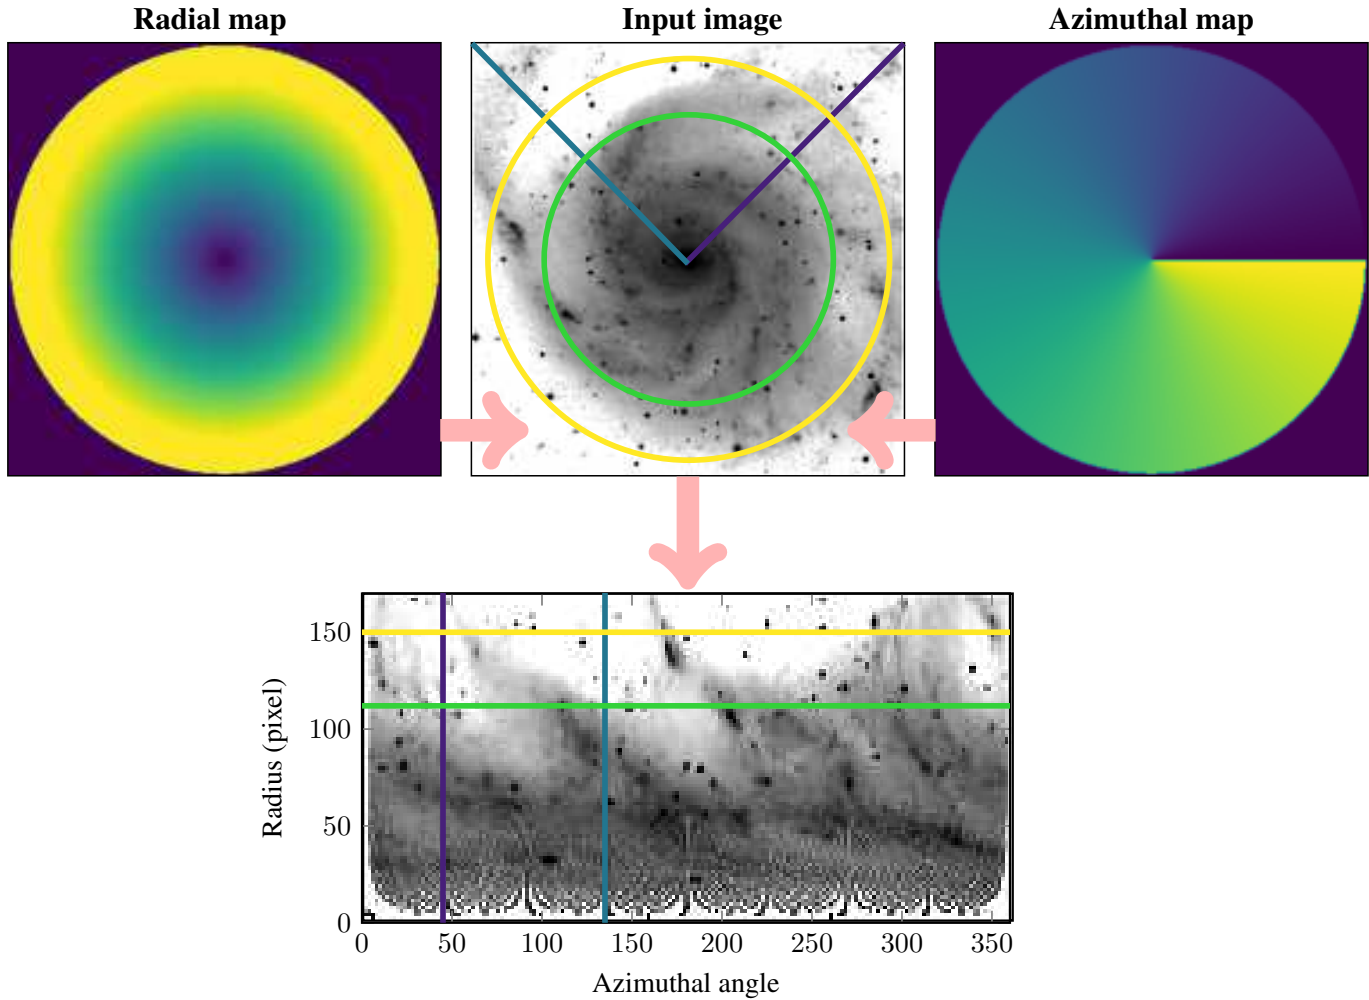 Radial map
Input image
Azimuthal map
150
100
50
0
Radius (pixel)
0 50 100 150 200 250 300 350
Azimuthal angle